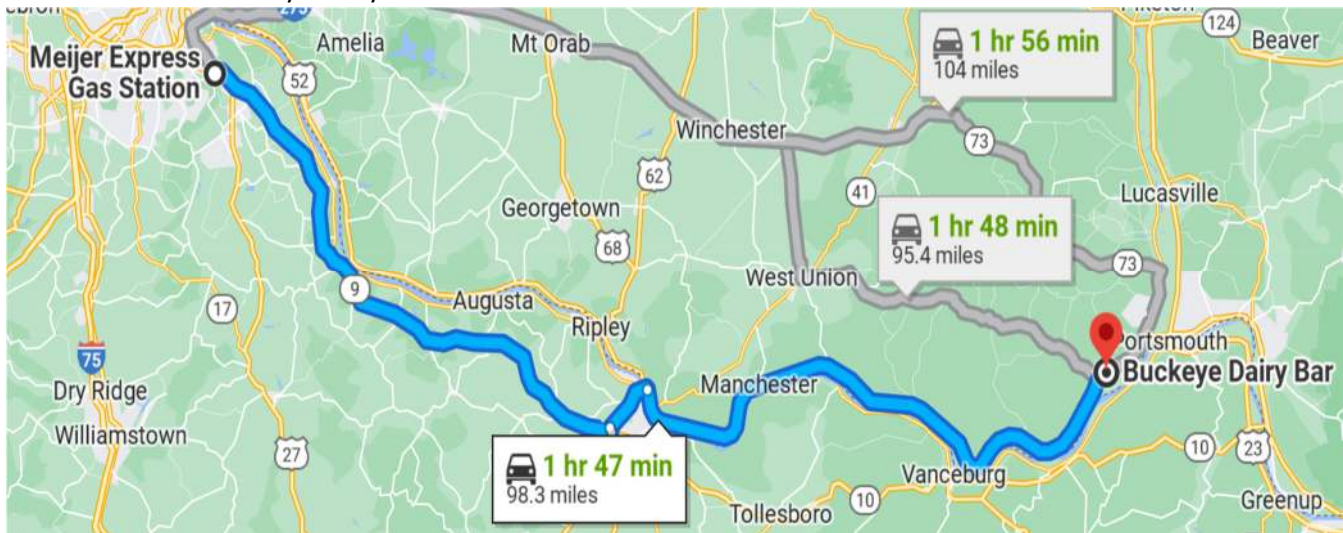 275
Amelia
Mt Orab
124
Beaver
Meijer Express
Gas Station
52
1 hr 56 min
104 miles
Winchester
73
62
41
Lucasville
Georgetown
1 hr 48 min
95.4 miles
68
West Union
73
9
Augusta
17
Ripley
Portsmouth
75
Buckeye Dairy Bar
Dry Ridge
Manchester
Williamstown
1 hr 47 min
98.3 miles
27
10
23
Vanceburg
10
Greenup
Tollesboro